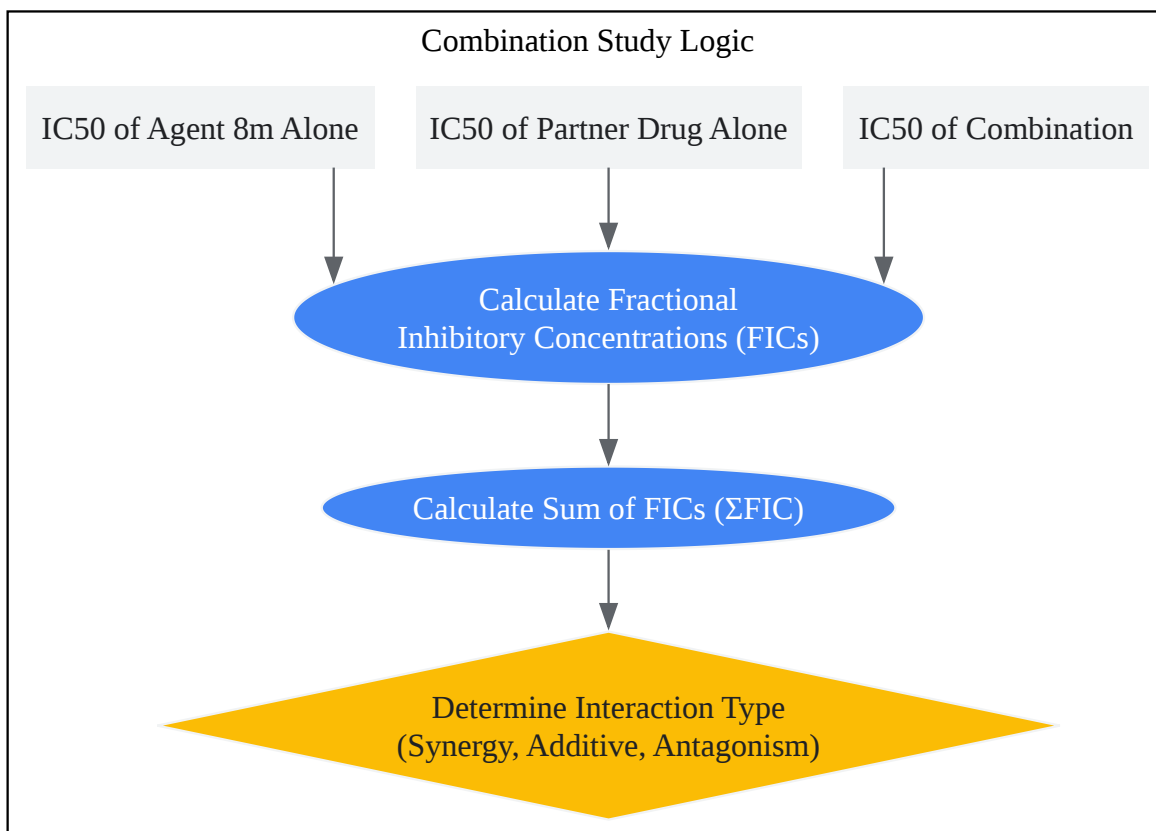 Combination Study Logic
IC50 of Agent 8m Alone
IC50 of Partner Drug Alone
IC50 of Combination
Calculate Fractional
Inhibitory Concentrations (FICs)
Calculate Sum of FICs (ΣFIC)
Determine Interaction Type
(Synergy, Additive, Antagonism)